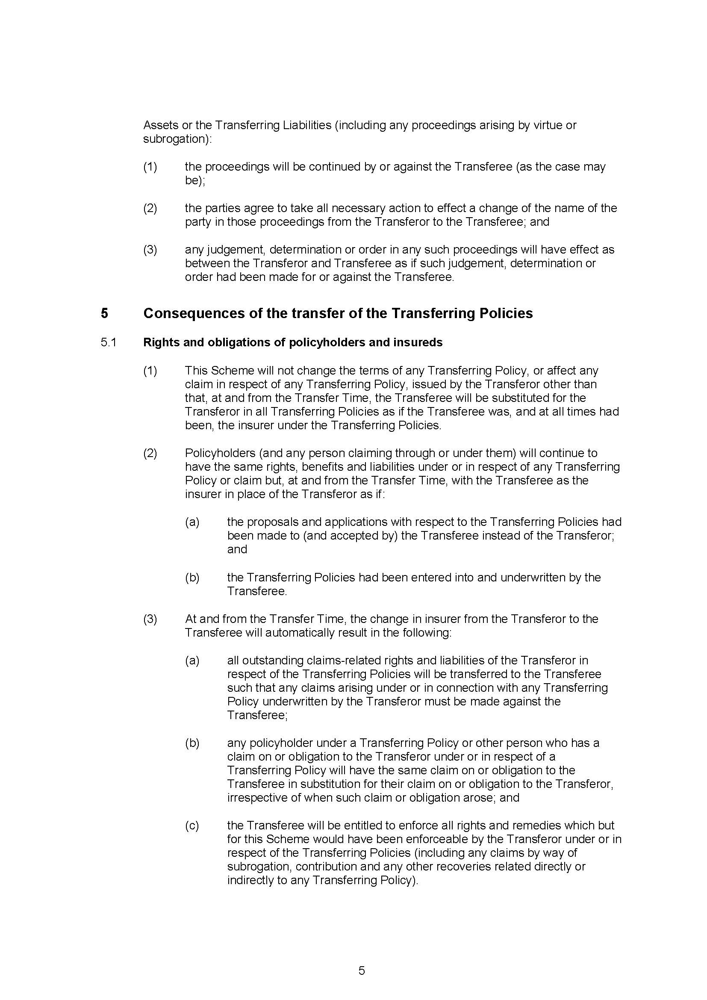 Assets or the Transferring Liabilities (including any proceedings arising by virtue or
subrogation):
(1) the proceedings will be continued by or against the Transferee (as the case may
be);
(2) the parties agree to take all necessary action to effect a change of the name of the
party in those proceedings from the Transferor to the Transferee; and
(3) any judgement, determination or order in any such proceedings will have effect as
between the Transferor and Transferee as if such judgement, determination or
order had been made for or against the Transferee.
5 Consequences of the transfer of the Transferring Policies
5.1 Rights and obligations of policyholders and insureds
(1) This Scheme will not change the terms of any Transferring Policy, or affect any
claim in respect of any Transferring Policy, issued by the Transferor other than
that, at and from the Transfer Time, the Transferee will be substituted for the
Transferor in all Transferring Policies as if the Transferee was, and at all times had
been, the insurer under the Transferring Policies.
(2) Policyholders (and any person claiming through or under them) will continue to
have the same rights, benefits and liabilities under or in respect of any Transferring
Policy or claim but, at and from the Transfer Time, with the Transferee as the
insurer in place of the Transferor as if:
(a) the proposals and applications with respect to the Transferring Policies had
been made to (and accepted by) the Transferee instead of the Transferor;
and
(b) the Transferring Policies had been entered into and underwritten by the
Transferee.
(3) At and from the Transfer Time, the change in insurer from the Transferor to the
Transferee will automatically result in the following:
(a) all outstanding claims-related rights and liabilities of the Transferor in
respect of the Transferring Policies will be transferred to the Transferee
such that any claims arising under or in connection with any Transferring
Policy underwritten by the Transferor must be made against the
Transferee;
(b) any policyholder under a Transferring Policy or other person who has a
claim on or obligation to the Transferor under or in respect of a
Transferring Policy will have the same claim on or obligation to the
Transferee in substitution for their claim on or obligation to the Transferor,
irrespective of when such claim or obligation arose; and
(c) the Transferee will be entitled to enforce all rights and remedies which but
for this Scheme would have been enforceable by the Transferor under or in
respect of the Transferring Policies (including any claims by way of
subrogation, contribution and any other recoveries related directly or
indirectly to any Transferring Policy).
5